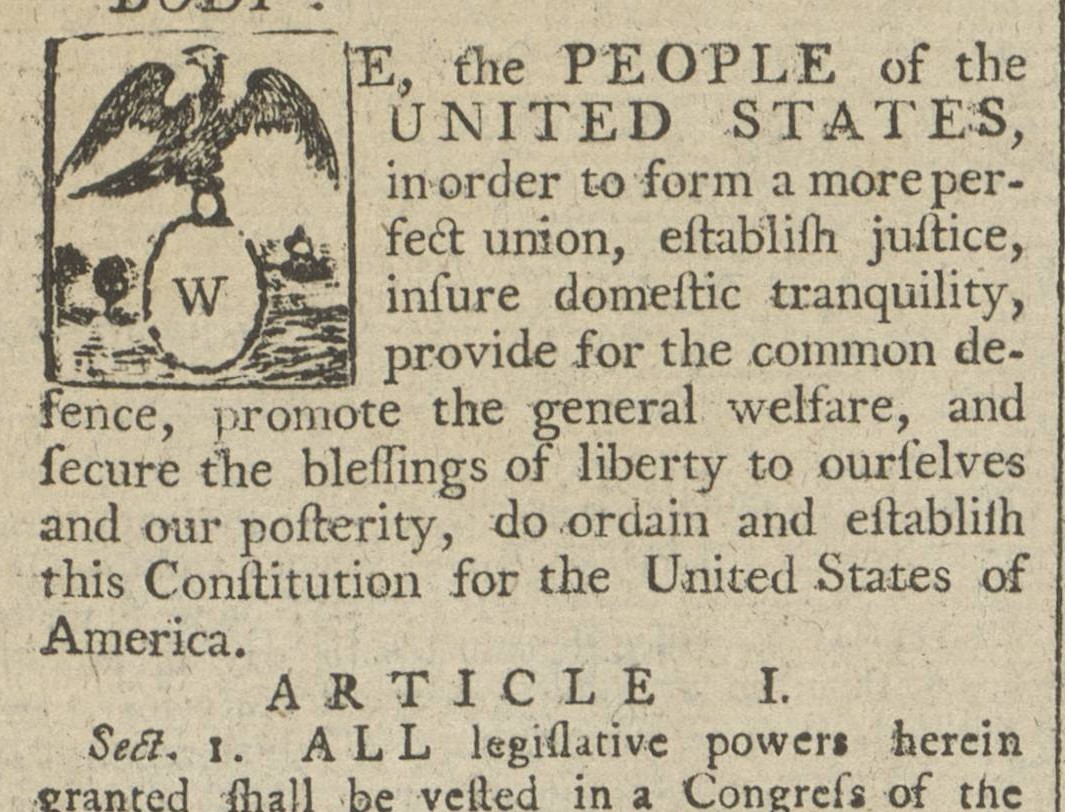 BODY.
WE, the PEOPLE of the
UNITED STATES,
in order to form a more per-
fect union, eſtabliſh juſtice,
inſure domeſtic tranquility,
provide for the common de-
fence, promote the general welfare, and
ſecure the bleſſings of liberty to ourſelves
and our poſterity, do ordain and eſtabliſh
this Conſtitution for the United States of
America.
ARTICLE I.
Sect. 1. ALL legiſlative powers herein
granted ſhall be veſted in a Congreſs of the